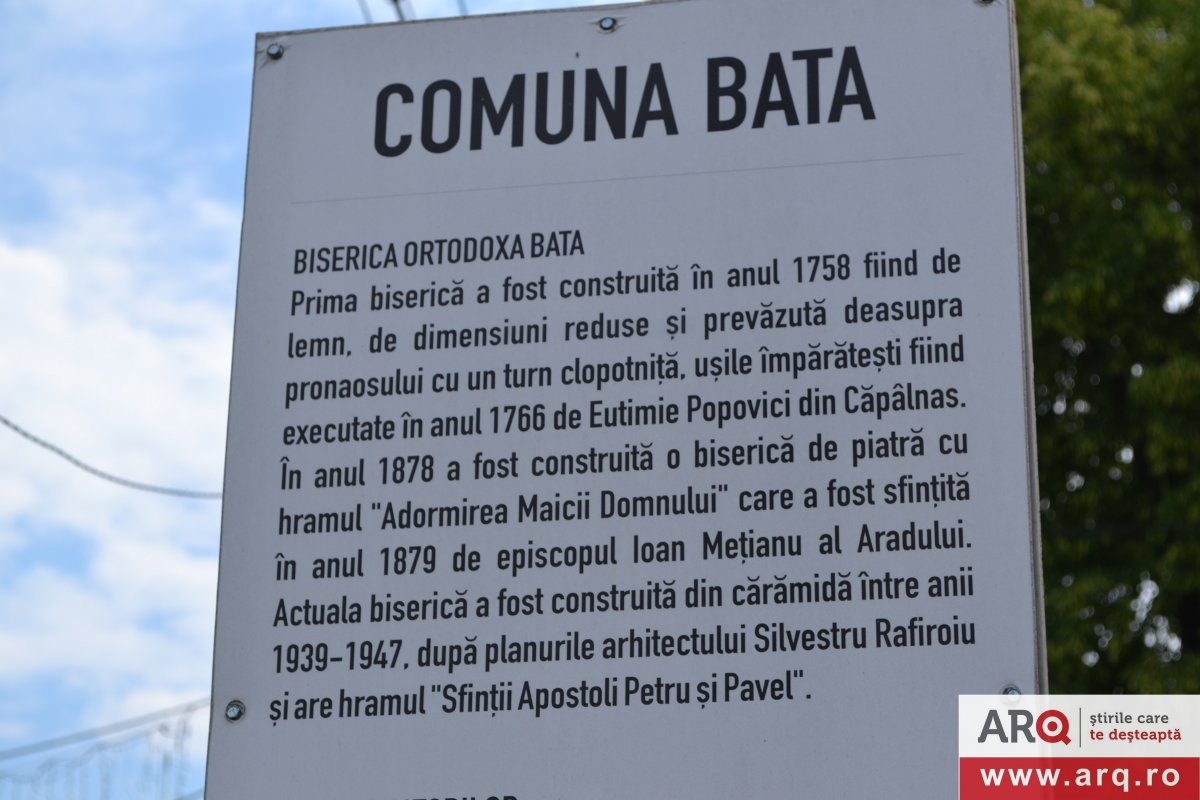 COMUNA BATA
BISERICA ORTODOXA BATA
Prima biserică a fost construită în anul 1758 fiind de
lemn, de dimensiuni reduse și prevăzută deasupra
pronaosului cu un turn clopotniță, ușile împărătești fiind
executate în anul 1766 de Eutimie Popovici din Căpâlnas.
În anul 1878 a fost construită o biserică de piatră cu
hramul "Adormirea Maicii Domnului" care a fost sfințită
în anul 1879 de episcopul Ioan Mețianu al Aradului.
Actuala biserică a fost construită din cărămidă între anii
1939-1947, după planurile arhitectului Silvestru Rafiroiu
și are hramul "Sfinții Apostoli Petru și Pavel".
ARQ știrile care
te deșteaptă
www.arq.ro